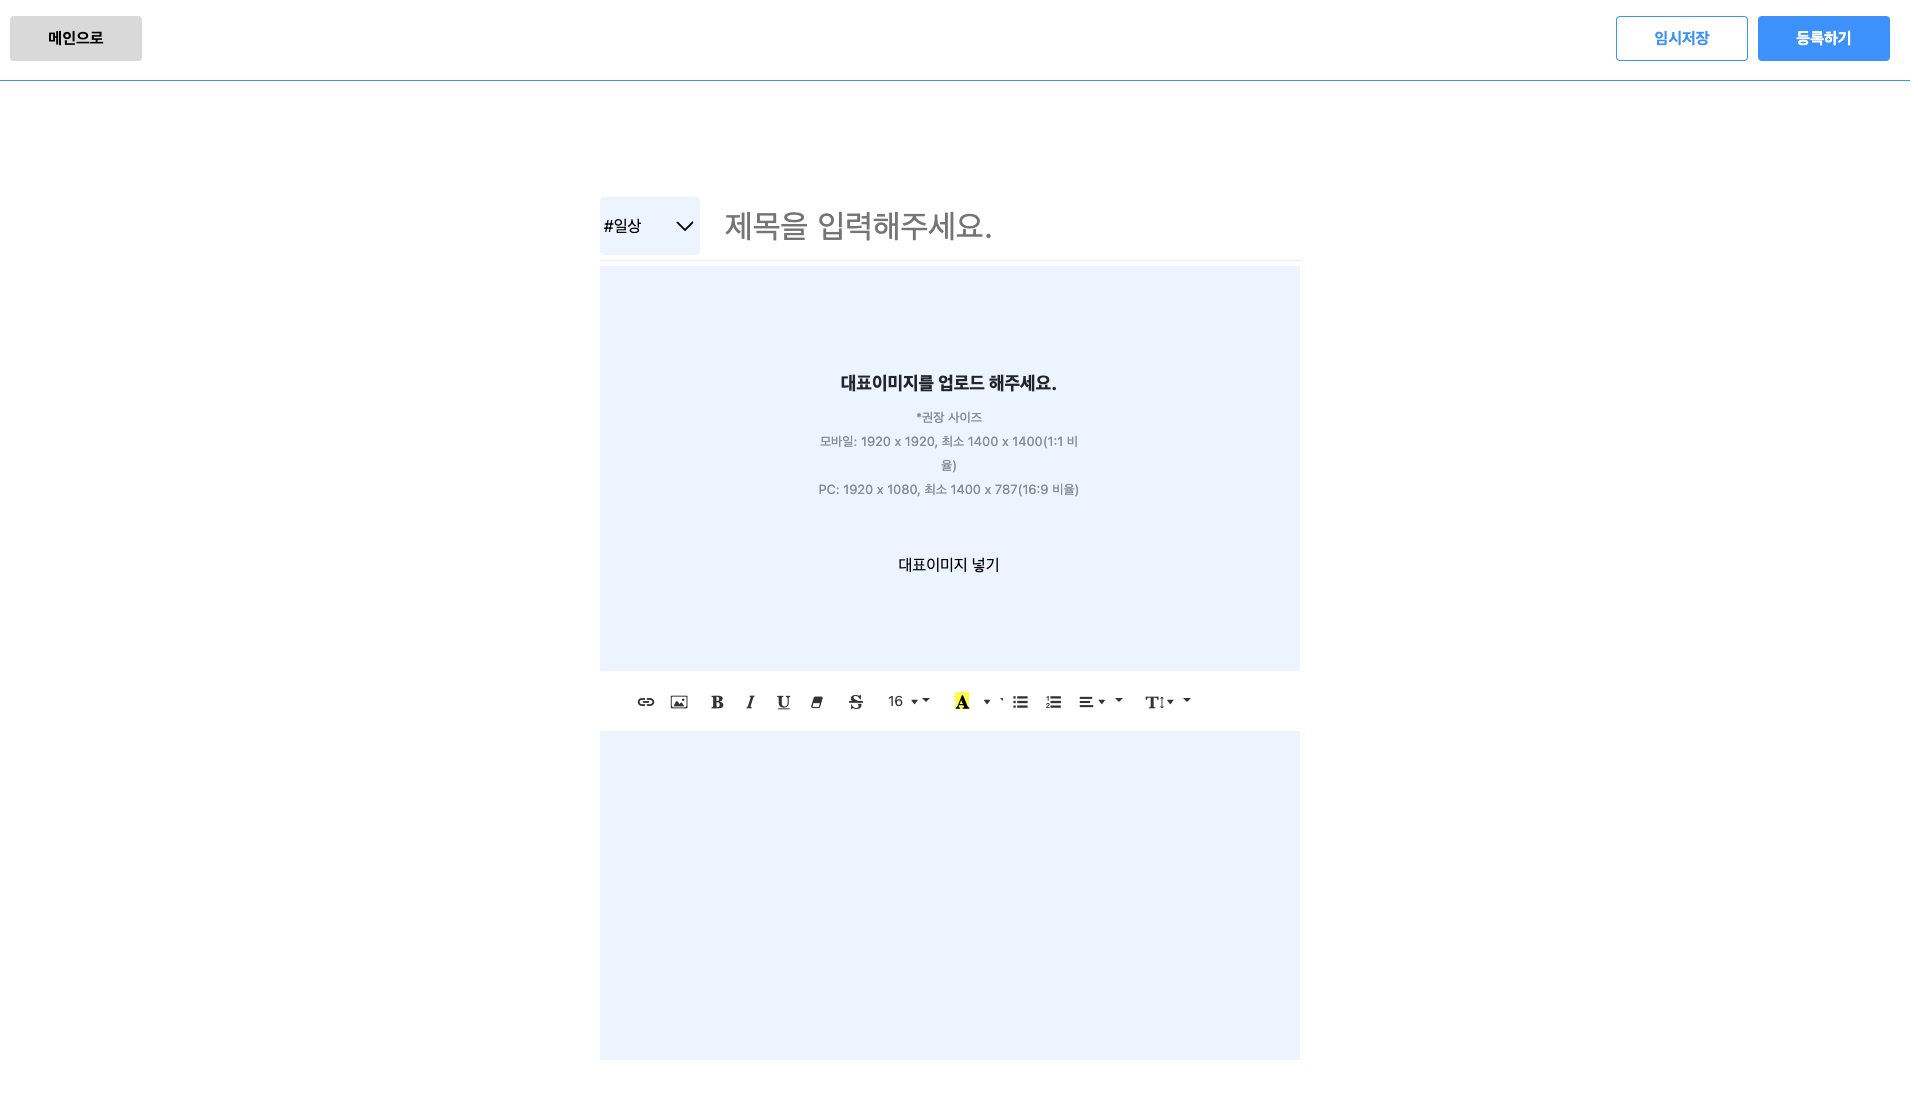 메인으로
임시저장
등록하기
#일상
제목을 입력해주세요.
대표이미지를 업로드 해주세요.
*권장 사이즈
모바일: 1920 x 1920, 최소 1400 x 1400(1:1 비
율)
PC: 1920 x 1080, 최소 1400 x 787(16:9 비율)
대표이미지 넣기
B I U S 16 A T